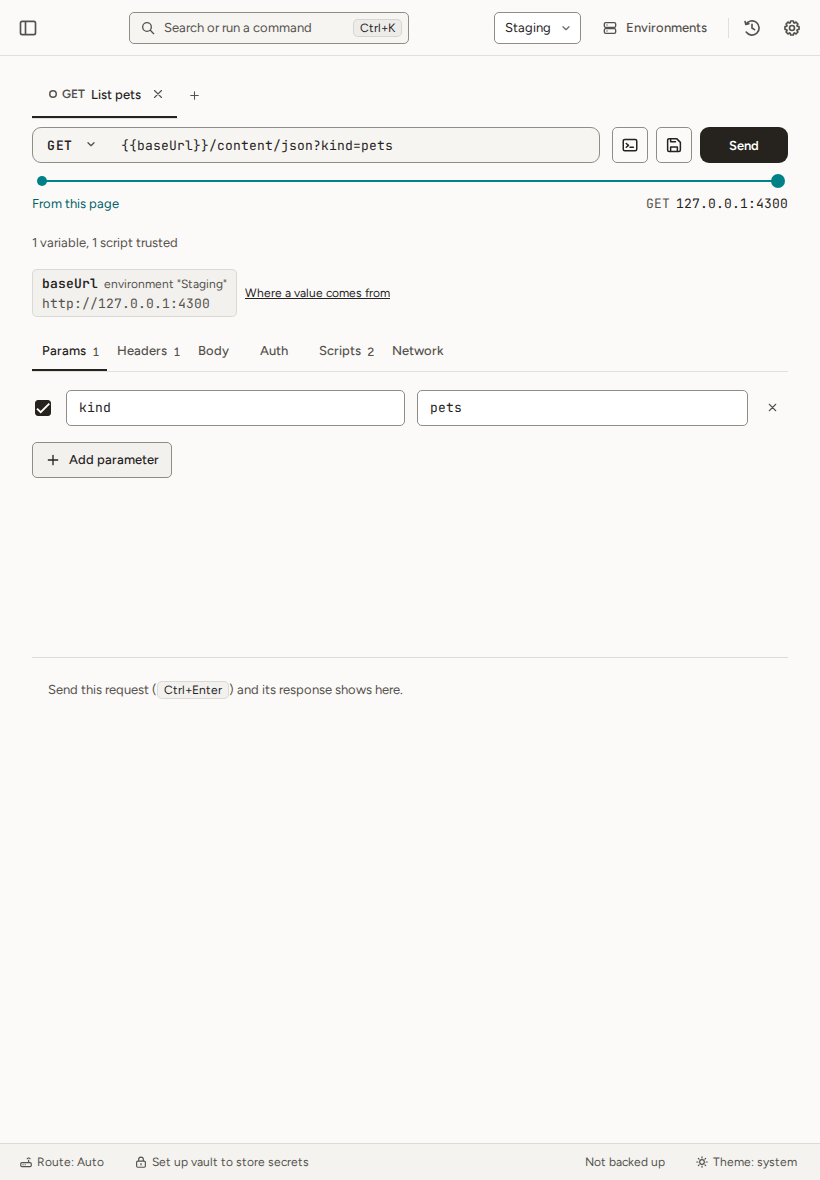 Search or run a command Ctrl+K Staging Environments
GET List pets
GET {{baseUrl}}/content/json?kind=pets Send
From this page GET 127.0.0.1:4300
1 variable, 1 script trusted
baseUrl environment "Staging"
http://127.0.0.1:4300
Where a value comes from
Params 1 Headers 1 Body Auth Scripts 2 Network
kind pets
Add parameter
Send this request (Ctrl+Enter) and its response shows here.
Route: Auto Set up vault to store secrets Not backed up Theme: system